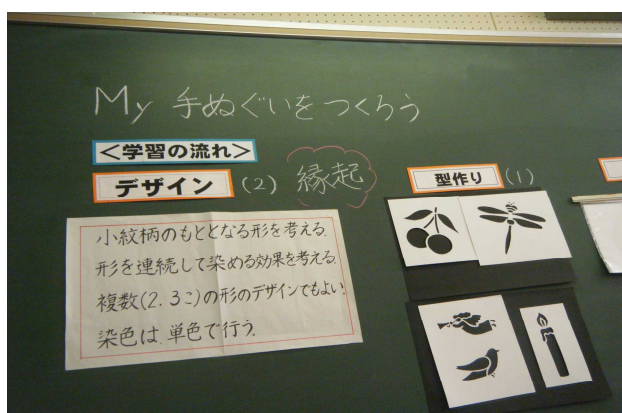 My 手ぬぐいをつくろう
<学習の流れ>
デザイン (2) 縁起
型作り (1)
小紋柄のもととなる形を考える.
形を連続して染める効果を考える.
複数(2.3こ)の形のデザインでもよい.
染色は.単色で行う.